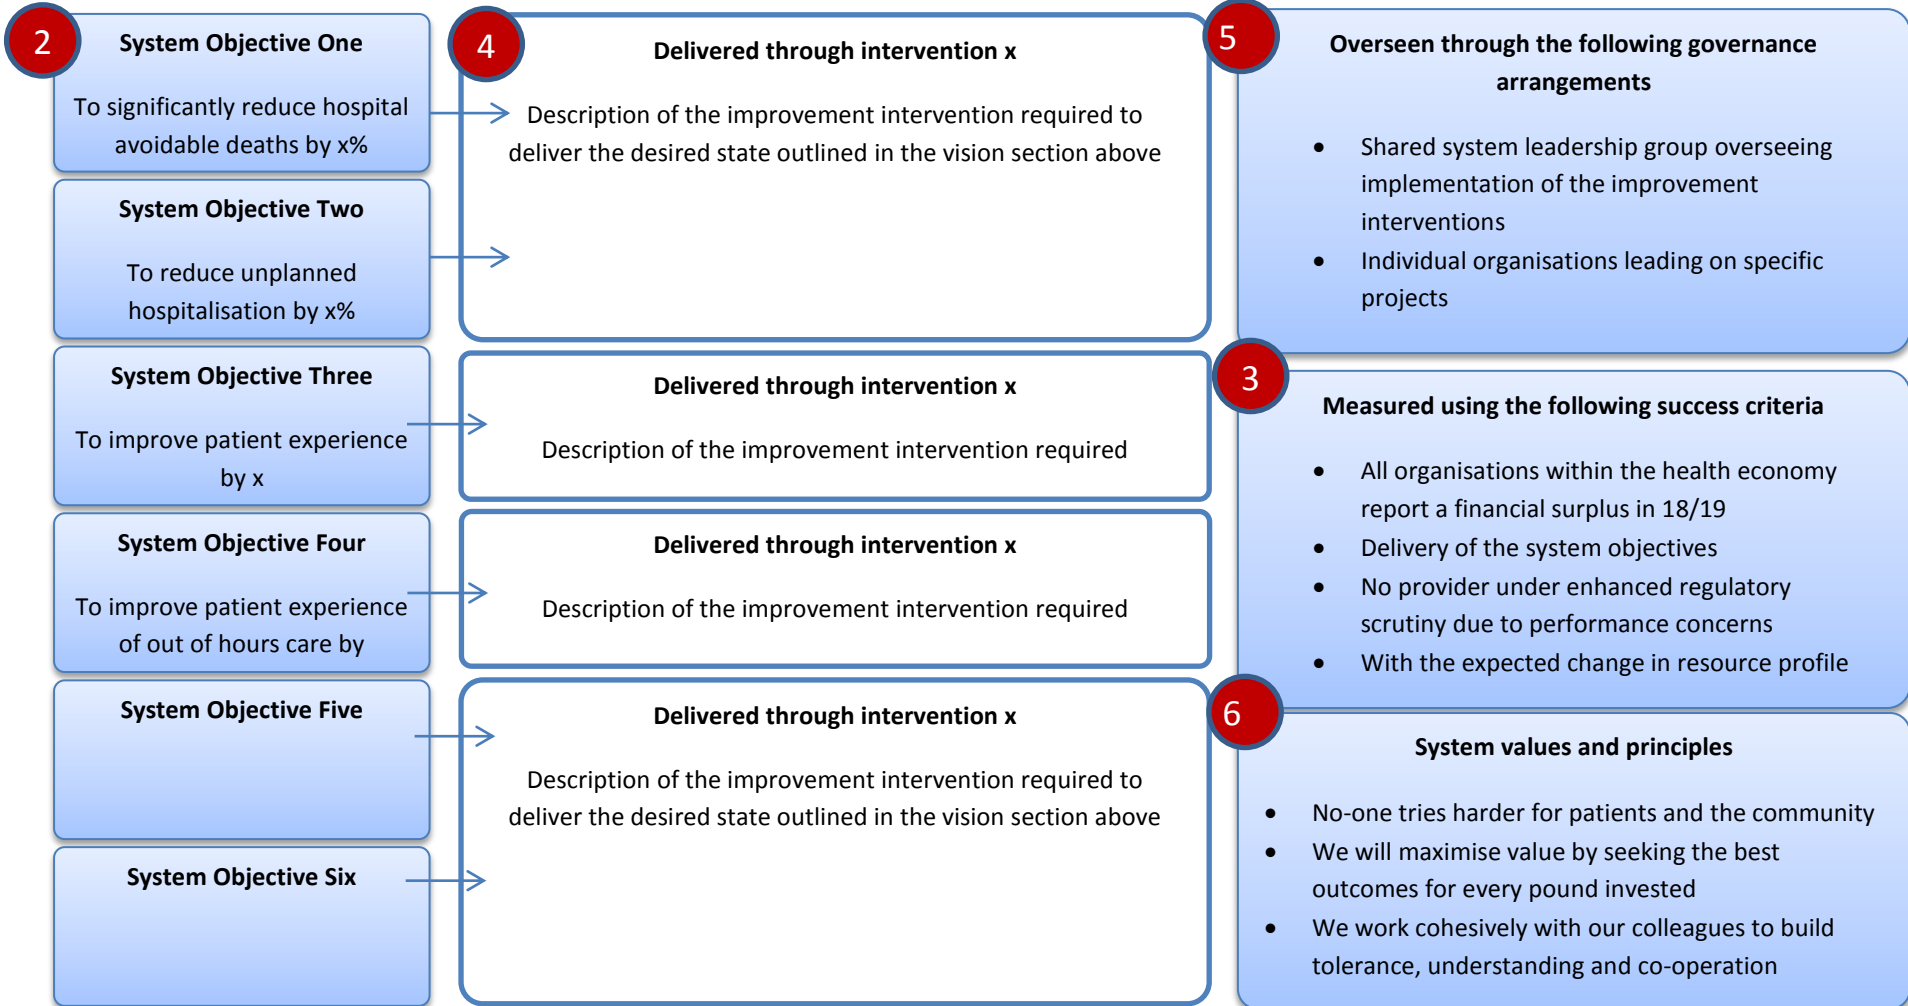 2
System Objective One
To significantly reduce hospital
avoidable deaths by x%
System Objective Two
To reduce unplanned
hospitalisation by x%
System Objective Three
To improve patient experience
by x
System Objective Four
To improve patient experience
of out of hours care by
System Objective Five
System Objective Six
4
Delivered through intervention x
Description of the improvement intervention required to
deliver the desired state outlined in the vision section above
Delivered through intervention x
Description of the improvement intervention required
Delivered through intervention x
Description of the improvement intervention required
Delivered through intervention x
Description of the improvement intervention required to
deliver the desired state outlined in the vision section above
5
Overseen through the following governance
arrangements
• Shared system leadership group overseeing
implementation of the improvement
interventions
• Individual organisations leading on specific
projects
3
Measured using the following success criteria
• All organisations within the health economy
report a financial surplus in 18/19
• Delivery of the system objectives
• No provider under enhanced regulatory
scrutiny due to performance concerns
• With the expected change in resource profile
6
System values and principles
• No-one tries harder for patients and the community
• We will maximise value by seeking the best
outcomes for every pound invested
• We work cohesively with our colleagues to build
tolerance, understanding and co-operation